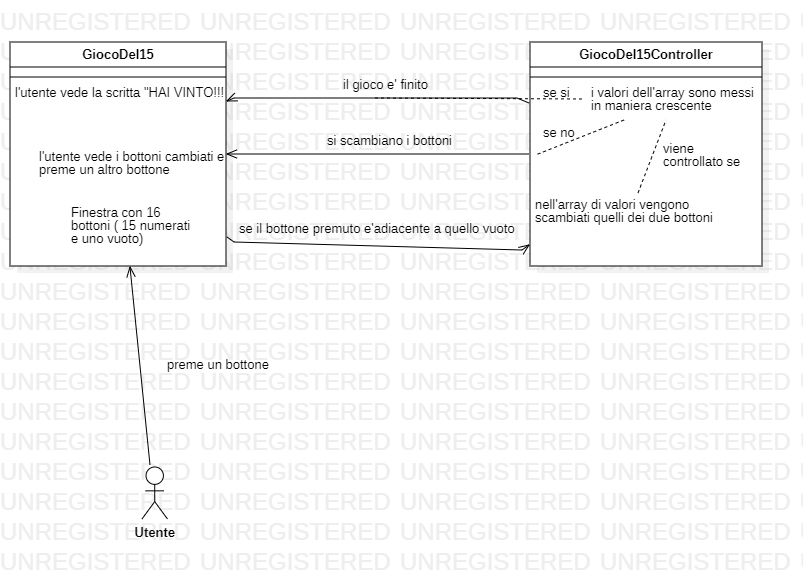 GiocoDel15
GiocoDel15Controller
l'utente vede la scritta "HAI VINTO!!!
il gioco e' finito
se si
i valori dell'array sono messi
in maniera crescente
si scambiano i bottoni
se no
viene
controllato se
l'utente vede i bottoni cambiati e
preme un altro bottone
Finestra con 16
bottoni ( 15 numerati
e uno vuoto)
se il bottone premuto e'adiacente a quello vuoto
nell'array di valori vengono
scambiati quelli dei due bottoni
preme un bottone
Utente
UNREGISTERED